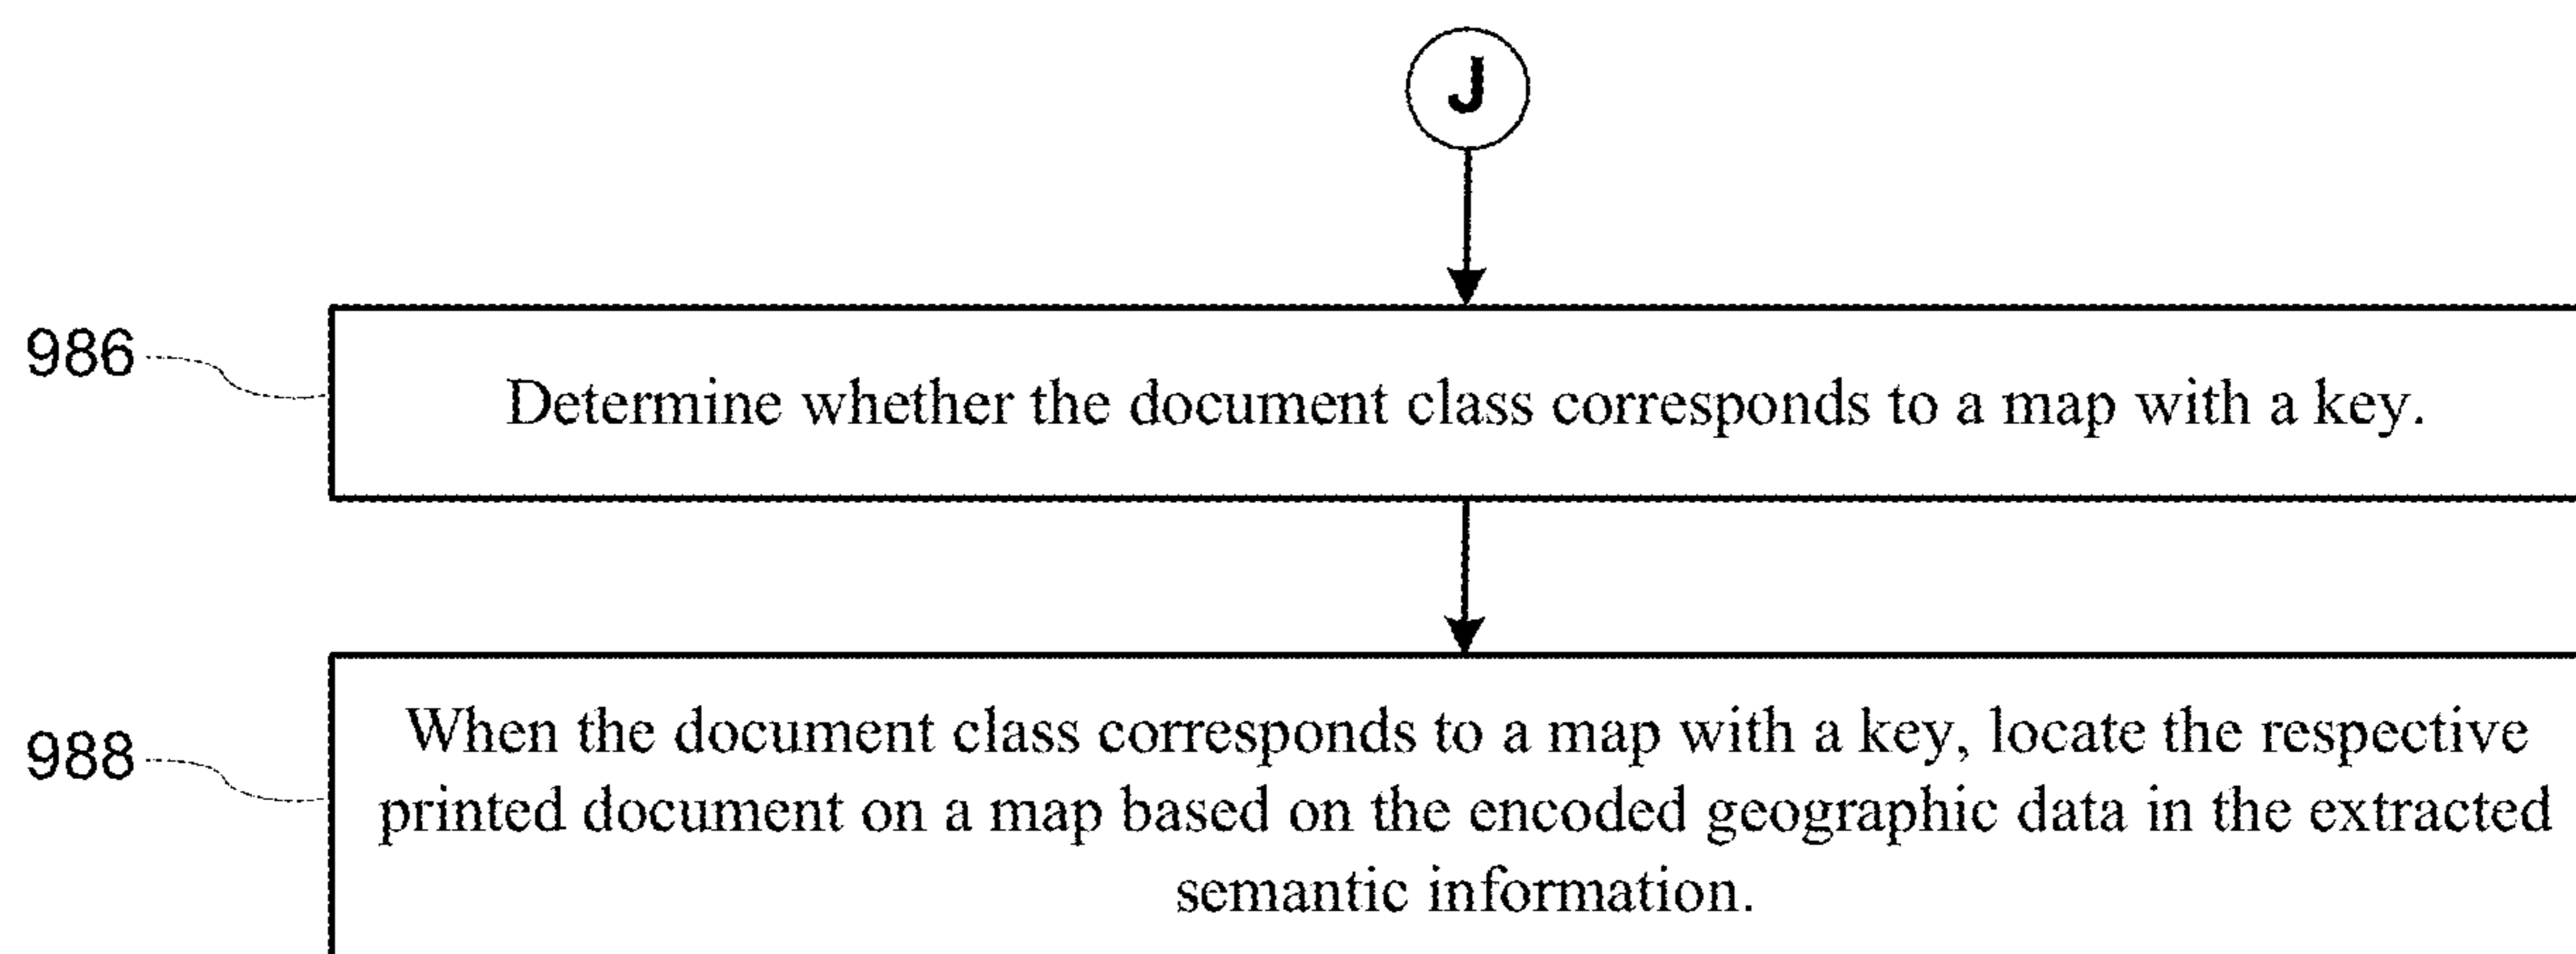 J
986
Determine whether the document class corresponds to a map with a key.
988
When the document class corresponds to a map with a key, locate the respective
printed document on a map based on the encoded geographic data in the extracted
semantic information.